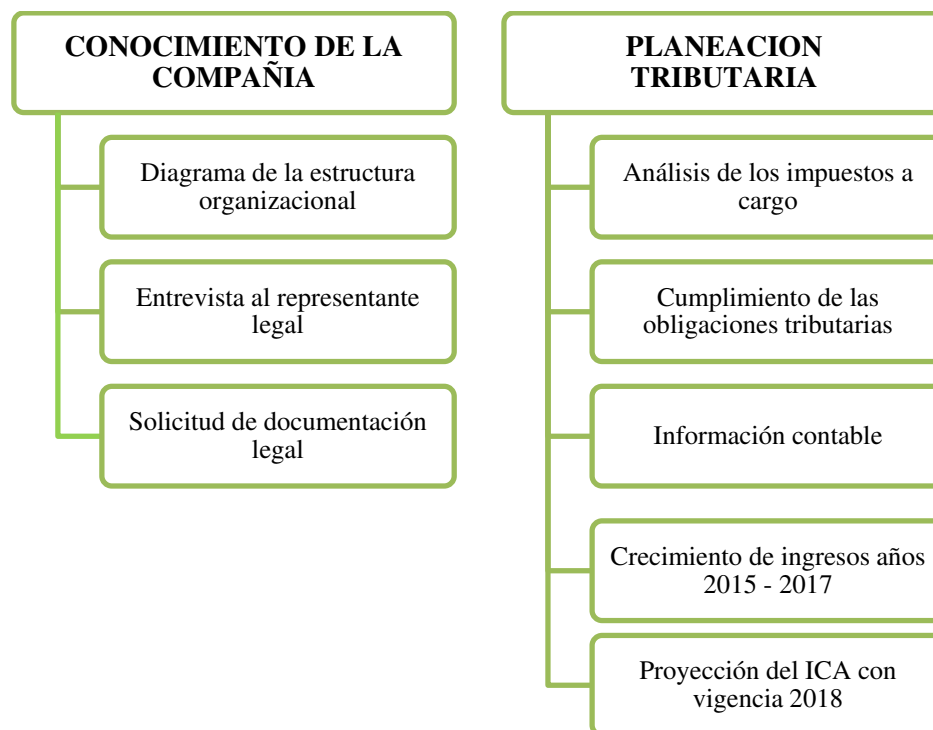 CONOCIMIENTO DE LA
COMPAÑIA
Diagrama de la estructura
organizacional
Entrevista al representante
legal
Solicitud de documentación
legal
PLANEACION
TRIBUTARIA
Análisis de los impuestos a
cargo
Cumplimiento de las
obligaciones tributarias
Información contable
Crecimiento de ingresos años
2015 - 2017
Proyección del ICA con
vigencia 2018